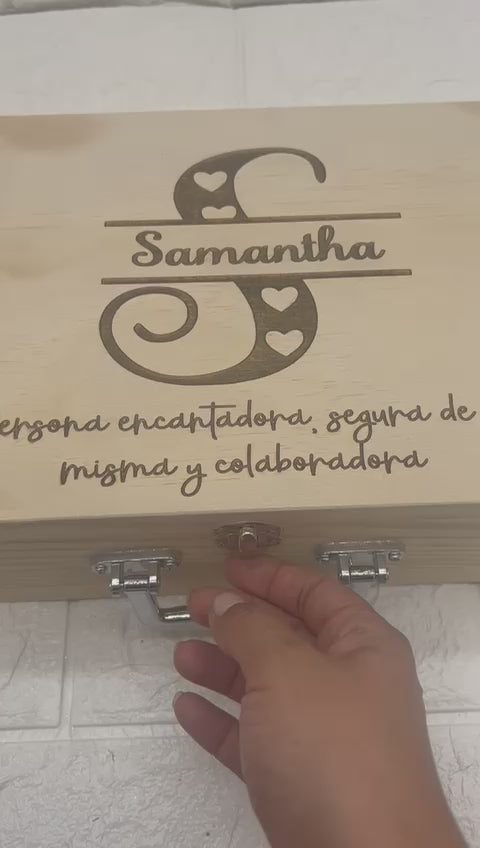 S
Samantha
ersona encantadora, segura de
misma y colaboradora